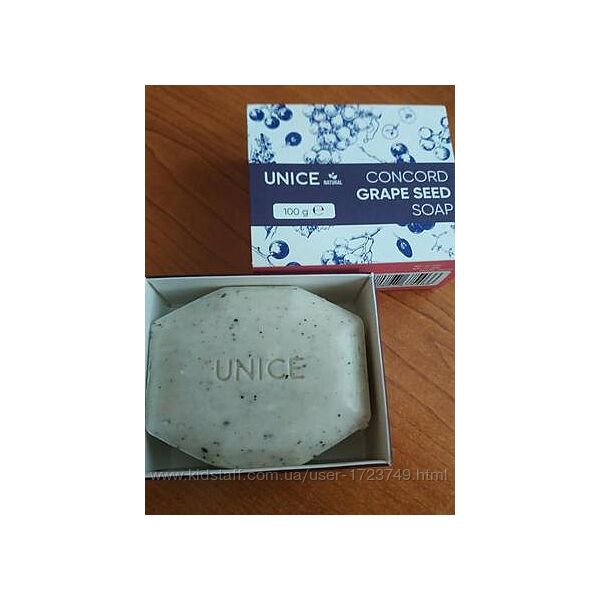 UNICE NATURAL
CONCORD
GRAPE SEED
SOAP
100 g ℮
UNICE
www.kidstaff.com.ua/user-1723749.html